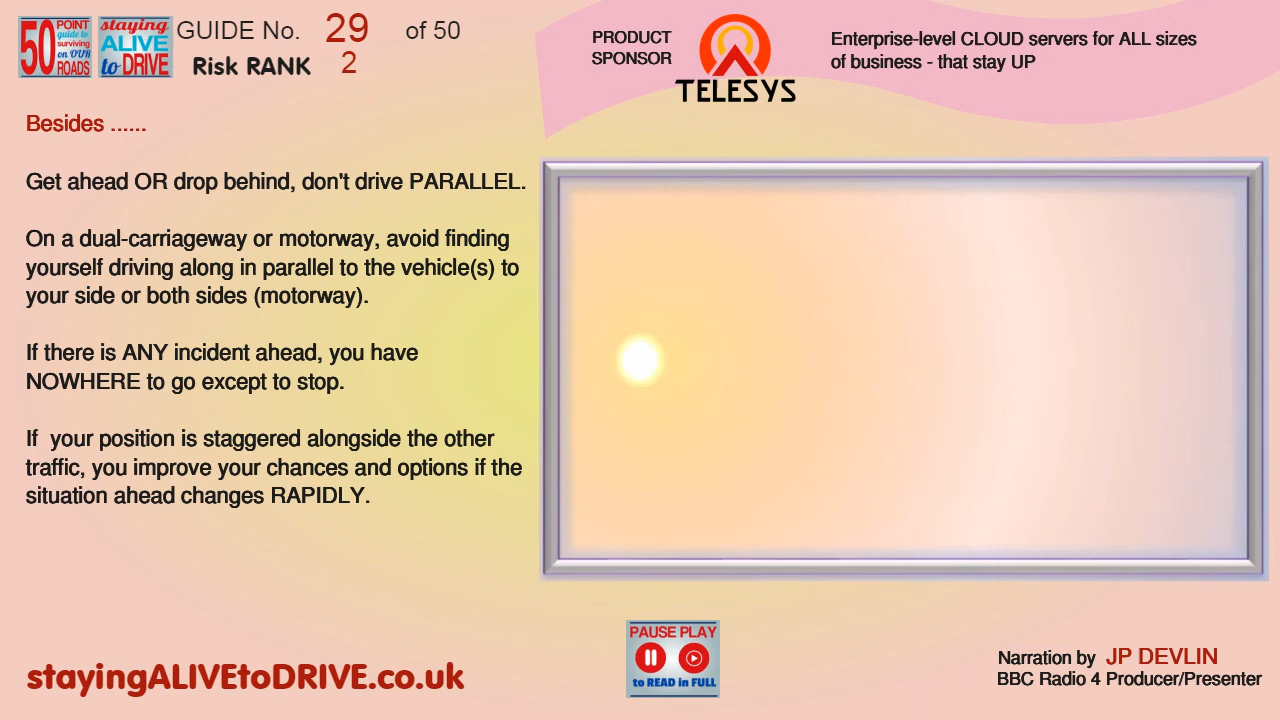 50 POINT guide to surviving on OUR ROADS
staying ALIVE to DRIVE
GUIDE No. 29 of 50
Risk RANK 2
PRODUCT SPONSOR
TELESYS
Enterprise-level CLOUD servers for ALL sizes
of business - that stay UP
Besides ......
Get ahead OR drop behind, don't drive PARALLEL.
On a dual-carriageway or motorway, avoid finding
yourself driving along in parallel to the vehicle(s) to
your side or both sides (motorway).
If there is ANY incident ahead, you have
NOWHERE to go except to stop.
If  your position is staggered alongside the other
traffic, you improve your chances and options if the
situation ahead changes RAPIDLY.
PAUSE PLAY
to READ in FULL
stayingALIVEtoDRIVE.co.uk
Narration by JP DEVLIN
BBC Radio 4 Producer/Presenter